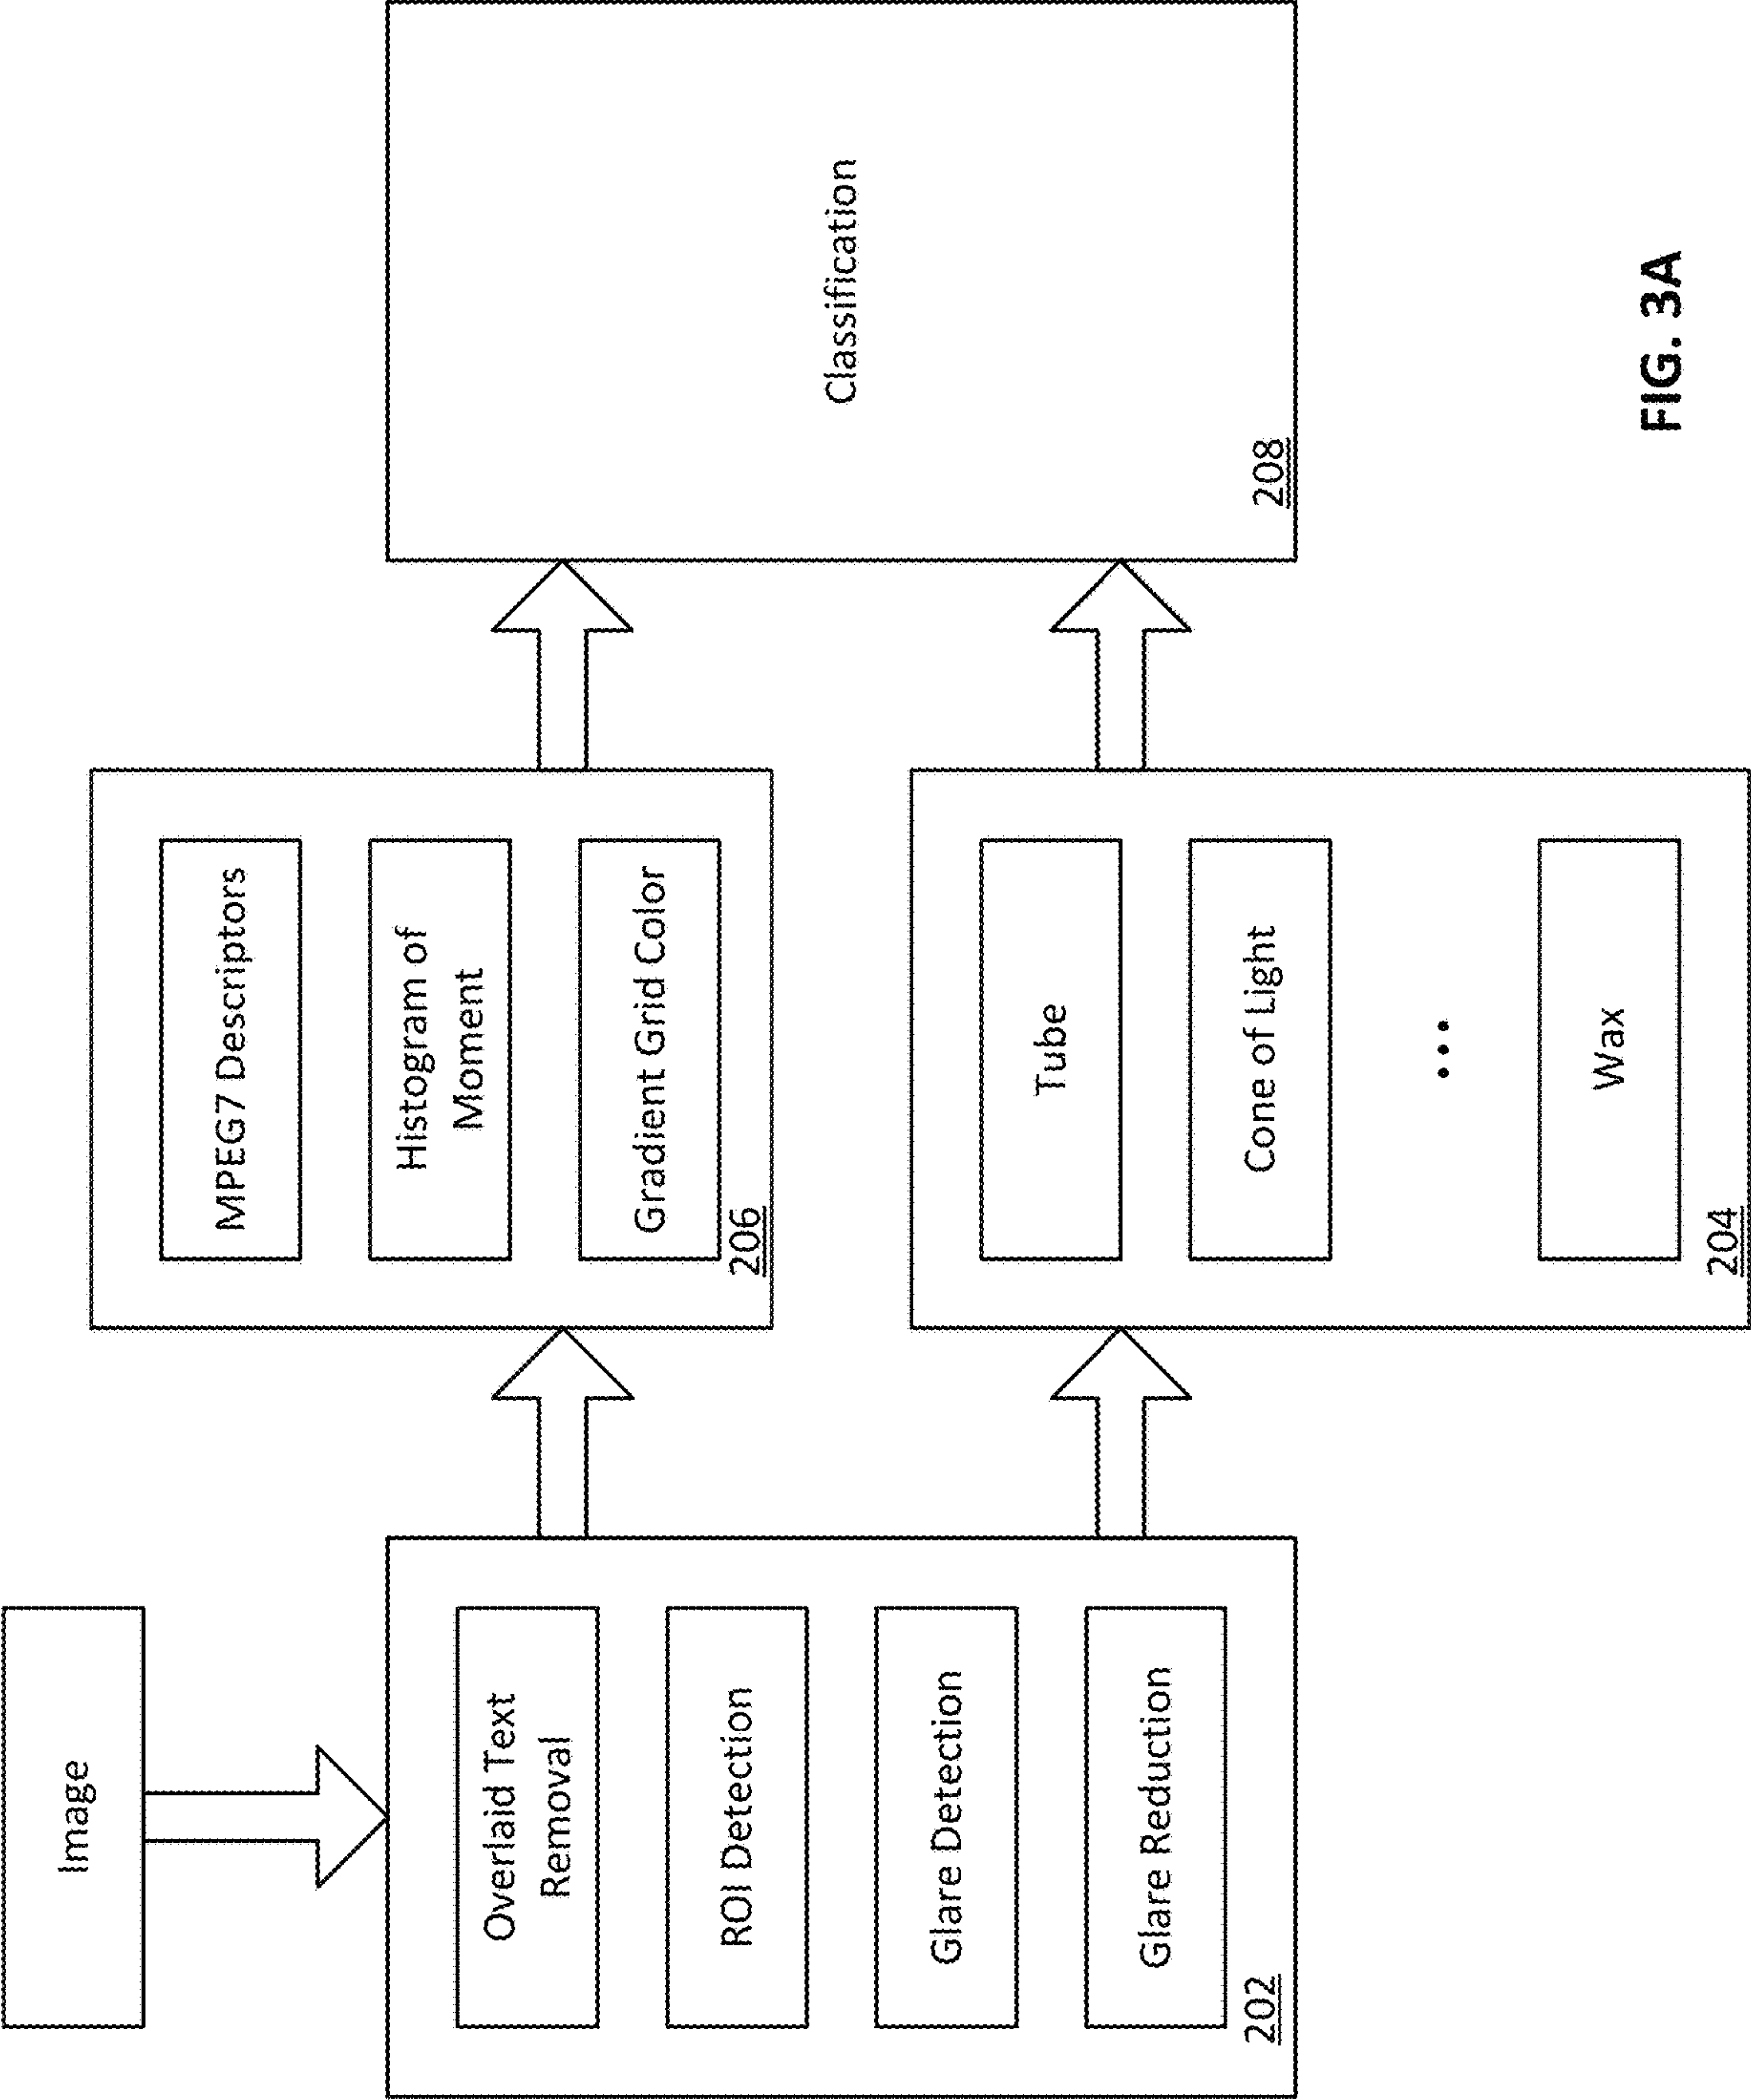 Image
Overlaid Text
Removal
ROI Detection
Glare Detection
Glare Reduction
202
MPEG7 Descriptors
Histogram of
Moment
Gradient Grid Color
206
Tube
Cone of Light
...
Wax
204
Classification
208
FIG. 3A